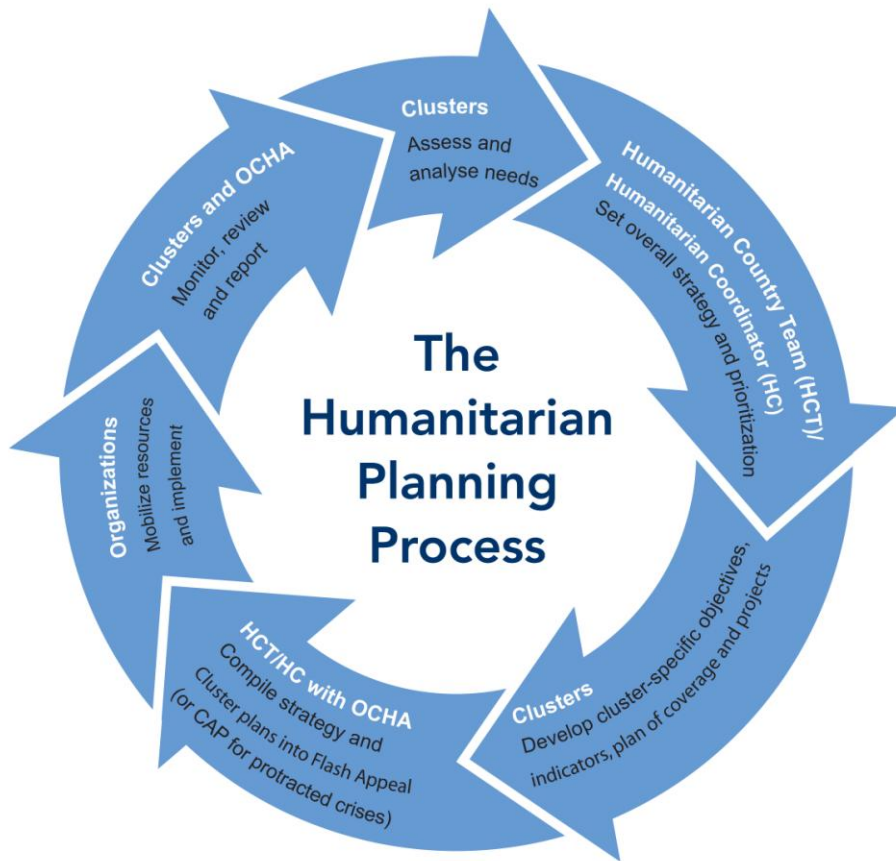 The
Humanitarian
Planning
Process
Clusters
Assess and
analyse needs
Humanitarian Country Team (HCT)/
Humanitarian Coordinator (HC)
Set overall strategy and prioritization
Clusters
Develop cluster-specific objectives,
indicators, plan of coverage and projects
HCT/HC with OCHA
Compile strategy and
Cluster plans into Flash Appeal
(or CAP for protracted crises)
Organizations
Mobilize resources
and implement
Clusters and OCHA
Monitor, review
and report